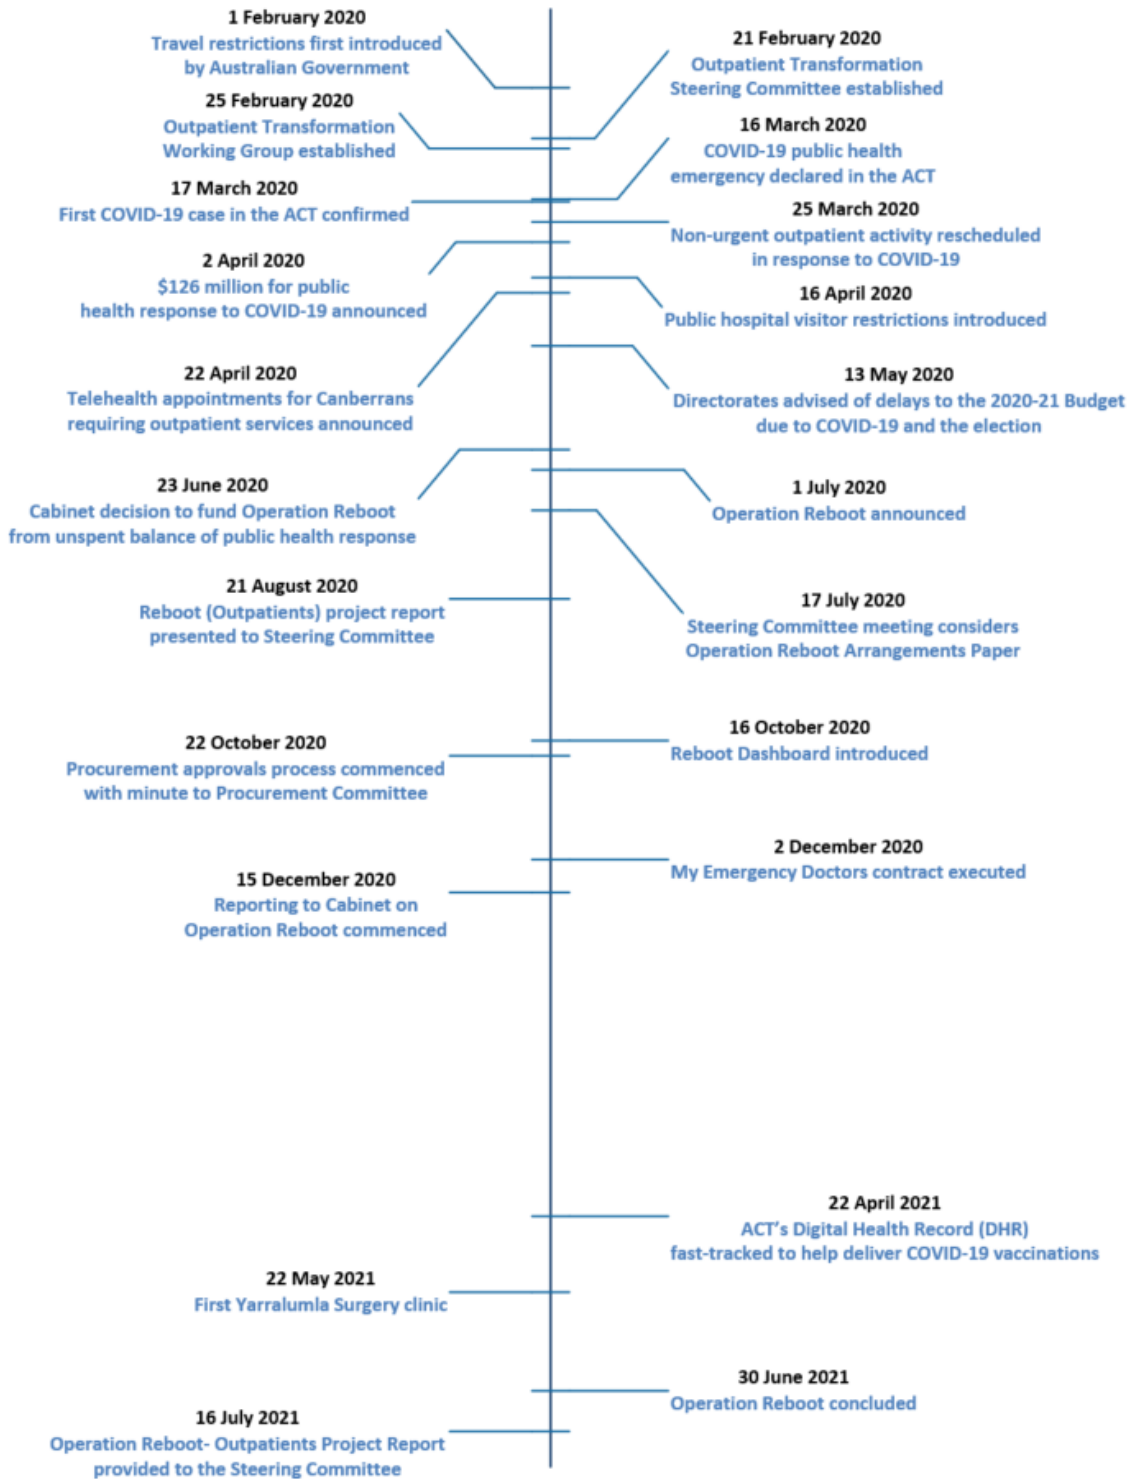 1 February 2020
Travel restrictions first introduced
by Australian Government
21 February 2020
Outpatient Transformation
Steering Committee established
25 February 2020
Outpatient Transformation
Working Group established
16 March 2020
COVID-19 public health
emergency declared in the ACT
17 March 2020
First COVID-19 case in the ACT confirmed
25 March 2020
Non-urgent outpatient activity rescheduled
in response to COVID-19
2 April 2020
$126 million for public
health response to COVID-19 announced
16 April 2020
Public hospital visitor restrictions introduced
22 April 2020
Telehealth appointments for Canberrans
requiring outpatient services announced
13 May 2020
Directorates advised of delays to the 2020-21 Budget
due to COVID-19 and the election
23 June 2020
Cabinet decision to fund Operation Reboot
from unspent balance of public health response
1 July 2020
Operation Reboot announced
17 July 2020
Steering Committee meeting considers
Operation Reboot Arrangements Paper
21 August 2020
Reboot (Outpatients) project report
presented to Steering Committee
16 October 2020
Reboot Dashboard introduced
22 October 2020
Procurement approvals process commenced
with minute to Procurement Committee
2 December 2020
My Emergency Doctors contract executed
15 December 2020
Reporting to Cabinet on
Operation Reboot commenced
22 April 2021
ACT's Digital Health Record (DHR)
fast-tracked to help deliver COVID-19 vaccinations
22 May 2021
First Yarralumla Surgery clinic
30 June 2021
Operation Reboot concluded
16 July 2021
Operation Reboot- Outpatients Project Report
provided to the Steering Committee